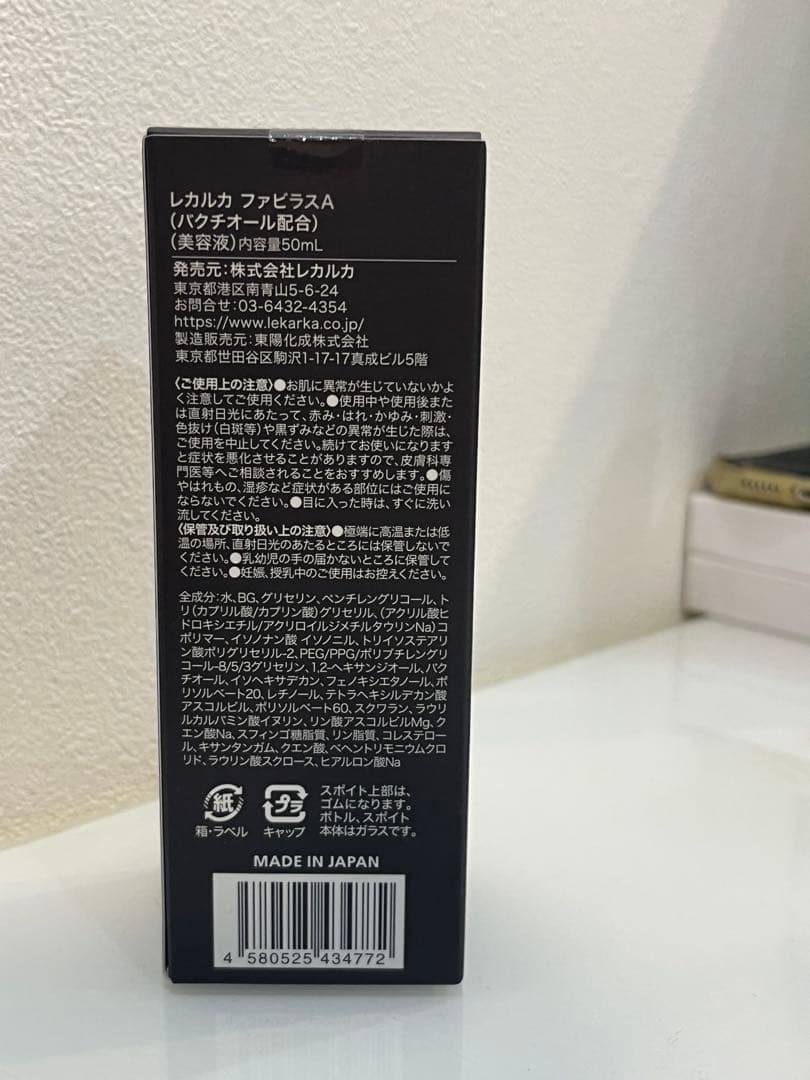 レカルカ ファビラスA
(バクチオール配合)
(美容液)内容量50mL
発売元:株式会社レカルカ
東京都港区南青山5-6-24
お問合せ:03-6432-4354
https://www.lekarka.co.jp/
製造販売元:東陽化成株式会社
東京都世田谷区駒沢1-17-17真成ビル5階
〈ご使用上の注意〉●お肌に異常が生じていないかよ
く注意してご使用ください。●使用中や使用後また
は直射日光にあたって、赤み・はれ・かゆみ・刺激・
色抜け(白斑等)や黒ずみなどの異常が生じた際は、
ご使用を中止してください。続けてお使いになります
と症状を悪化させることがありますので、皮膚科専
門医等へご相談されることをおすすめします。●傷
やはれもの、湿疹など症状がある部位にはご使用に
ならないでください。●目に入った時は、すぐに洗い
流してください。
〈保管及び取り扱い上の注意〉●極端に高温または低
温の場所、直射日光のあたるところには保管しないで
ください。●乳幼児の手の届かないところに保管して
ください。●妊娠、授乳中のご使用はお控えください。
全成分:水、BG、グリセリン、ペンチレングリコール、ト
リ(カプリル酸/カプリン酸)グリセリル、(アクリル酸ヒ
ドロキシエチル/アクリロイルジメチルタウリンNa)コ
ポリマー、イソノナン酸 イソノニル、トリイソステアリ
ン酸ポリグリセリル-2、PEG/PPG/ポリブチレングリ
コール-8/5/3グリセリン、1,2-ヘキサンジオール、バク
チオール、イソヘキサデカン、フェノキシエタノール、ポ
リソルベート20、レチノール、テトラヘキシルデカン酸
アスコルビル、ポリソルベート60、スクワラン、ラウリ
ルカルバミン酸イヌリン、リン酸アスコルビルMg、ク
エン酸Na、スフィンゴ糖脂質、リン脂質、コレステロー
ル、キサンタンガム、クエン酸、ベヘントリモニウムクロ
リド、ラウリン酸スクロース、ヒアルロン酸Na
紙
箱・ラベル
プラ
キャップ
スポイト上部は、
ゴムになります。
ボトル、スポイト
本体はガラスです。
MADE IN JAPAN
4 580525 434772